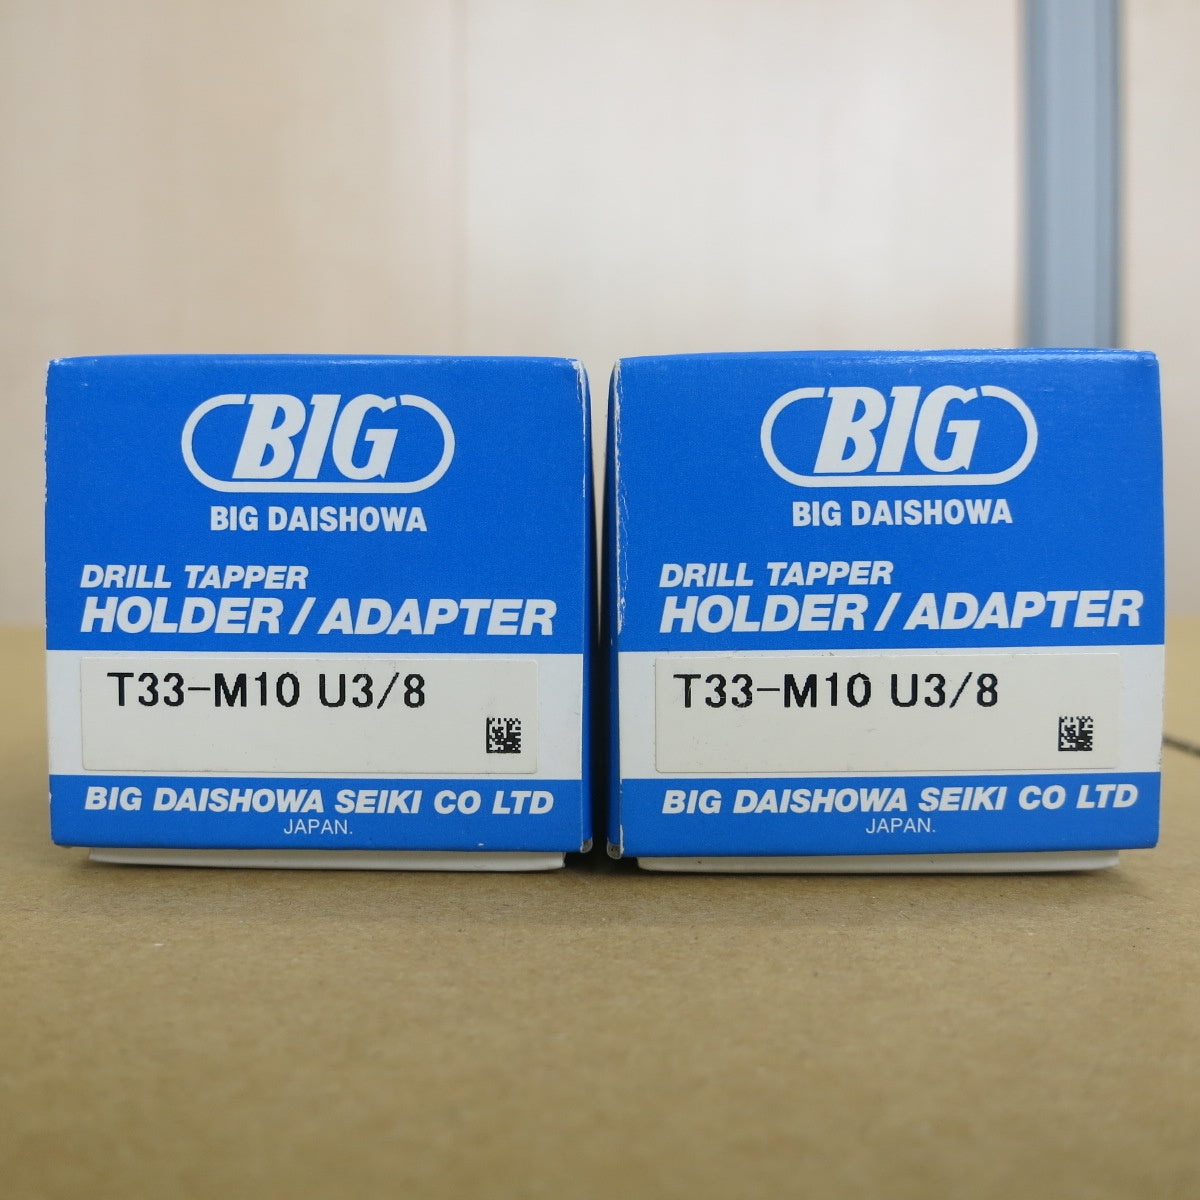 BIG
BIG DAISHOWA
DRILL TAPPER
HOLDER/ADAPTER
T33-M10 U3/8
BIG DAISHOWA SEIKI CO LTD
JAPAN.
BIG
BIG DAISHOWA
DRILL TAPPER
HOLDER/ADAPTER
T33-M10 U3/8
BIG DAISHOWA SEIKI CO LTD
JAPAN.